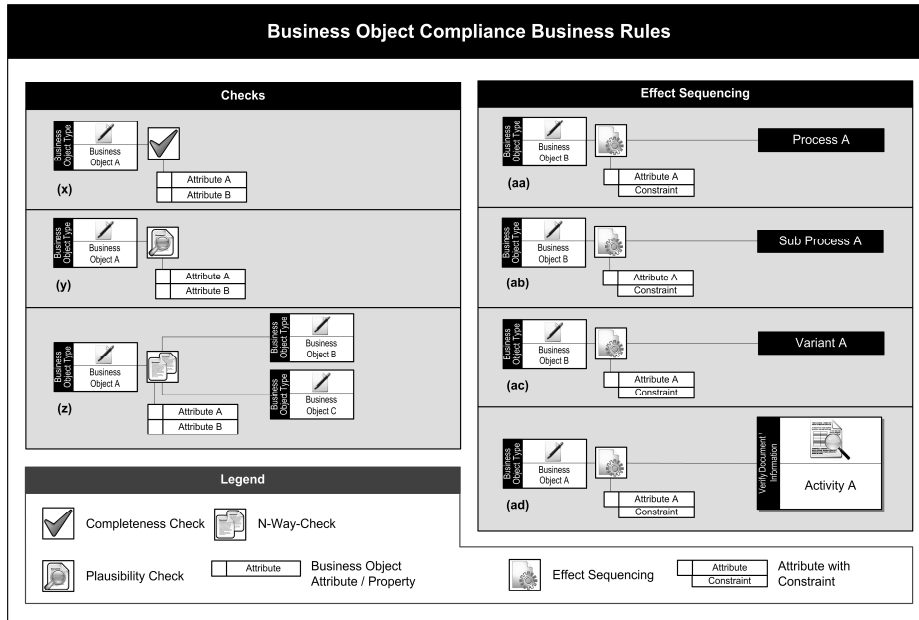 Business Object Compliance Business Rules
Checks
Business
Object Type
Business
Object A
Attribute A
Attribute B
(x)
Business
Object Type
Business
Object A
Attribute A
Attribute B
(y)
Business
Object Type
Business
Object A
Business
Object Type
Business
Object B
Business
Object Type
Business
Object C
Attribute A
Attribute B
(z)
Effect Sequencing
Business
Object Type
Business
Object B
Process A
Attribute A
Constraint
(aa)
Business
Object Type
Business
Object B
Sub Process A
Attribute A
Constraint
(ab)
Business
Object Type
Business
Object B
Variant A
Attribute A
Constraint
(ac)
Business
Object Type
Business
Object A
Verify Document /
Information
Activity A
Attribute A
Constraint
(ad)
Legend
Completeness Check
N-Way-Check
Plausibility Check
Attribute
Business Object
Attribute / Property
Effect Sequencing
Attribute
Constraint
Attribute with
Constraint